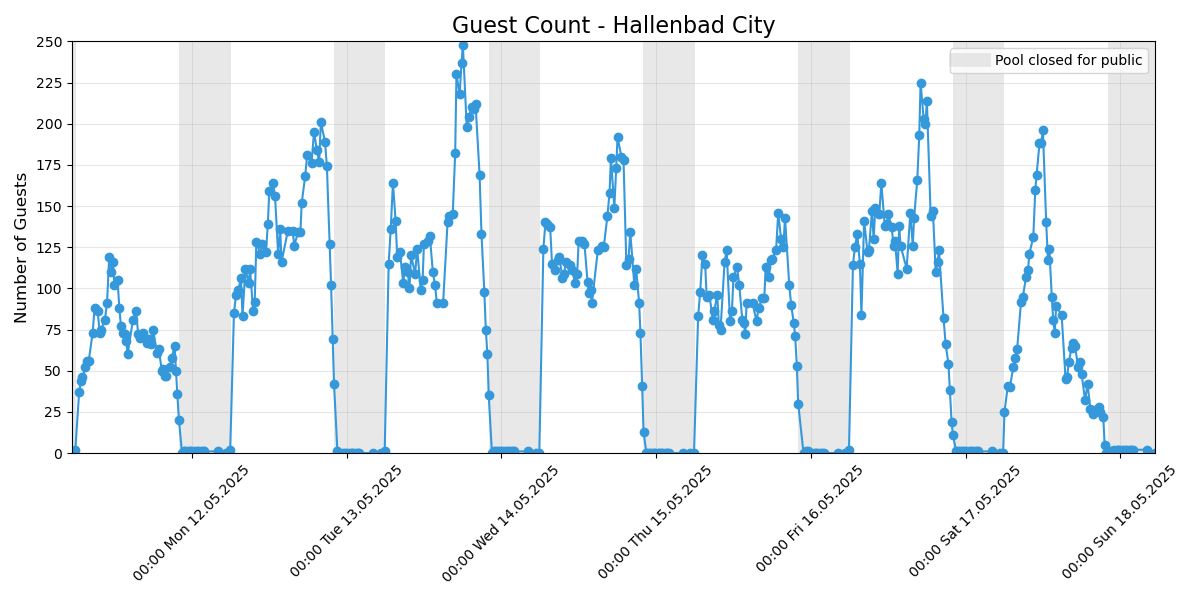 Guest Count - Hallenbad City
Number of Guests
250
225
200
175
150
125
100
75
50
25
0
Pool closed for public
00:00 Mon 12.05.2025
00:00 Tue 13.05.2025
00:00 Wed 14.05.2025
00:00 Thu 15.05.2025
00:00 Fri 16.05.2025
00:00 Sat 17.05.2025
00:00 Sun 18.05.2025